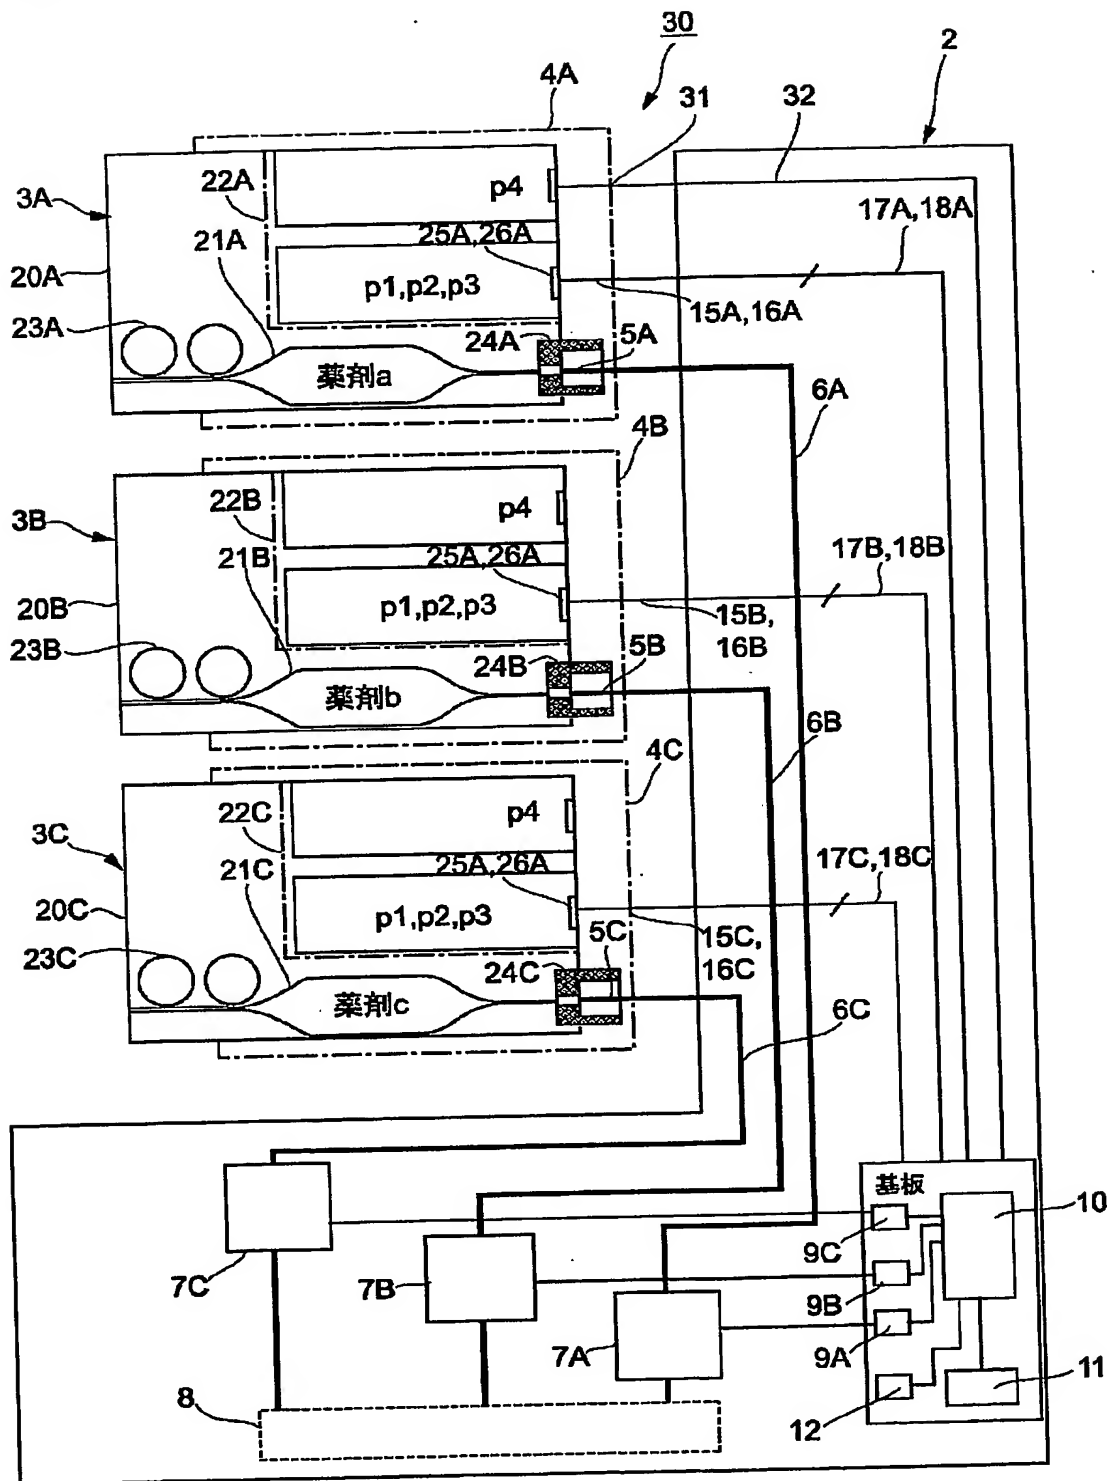 30
2
4A
31
32
3A
22A
p4
17A,18A
21A
25A,26A
20A
p1,p2,p3
15A,16A
23A
24A
5A
薬剤a
6A
4B
22B
p4
3B
17B,18B
21B
25A,26A
20B
p1,p2,p3
15B,
16B
23B
24B
5B
薬剤b
6B
4C
22C
p4
3C
17C,18C
21C
25A,26A
20C
p1,p2,p3
15C,
16C
23C
24C
5C
薬剤c
6C
基板
10
9C
7C
7B
9B
7A
9A
11
8
12